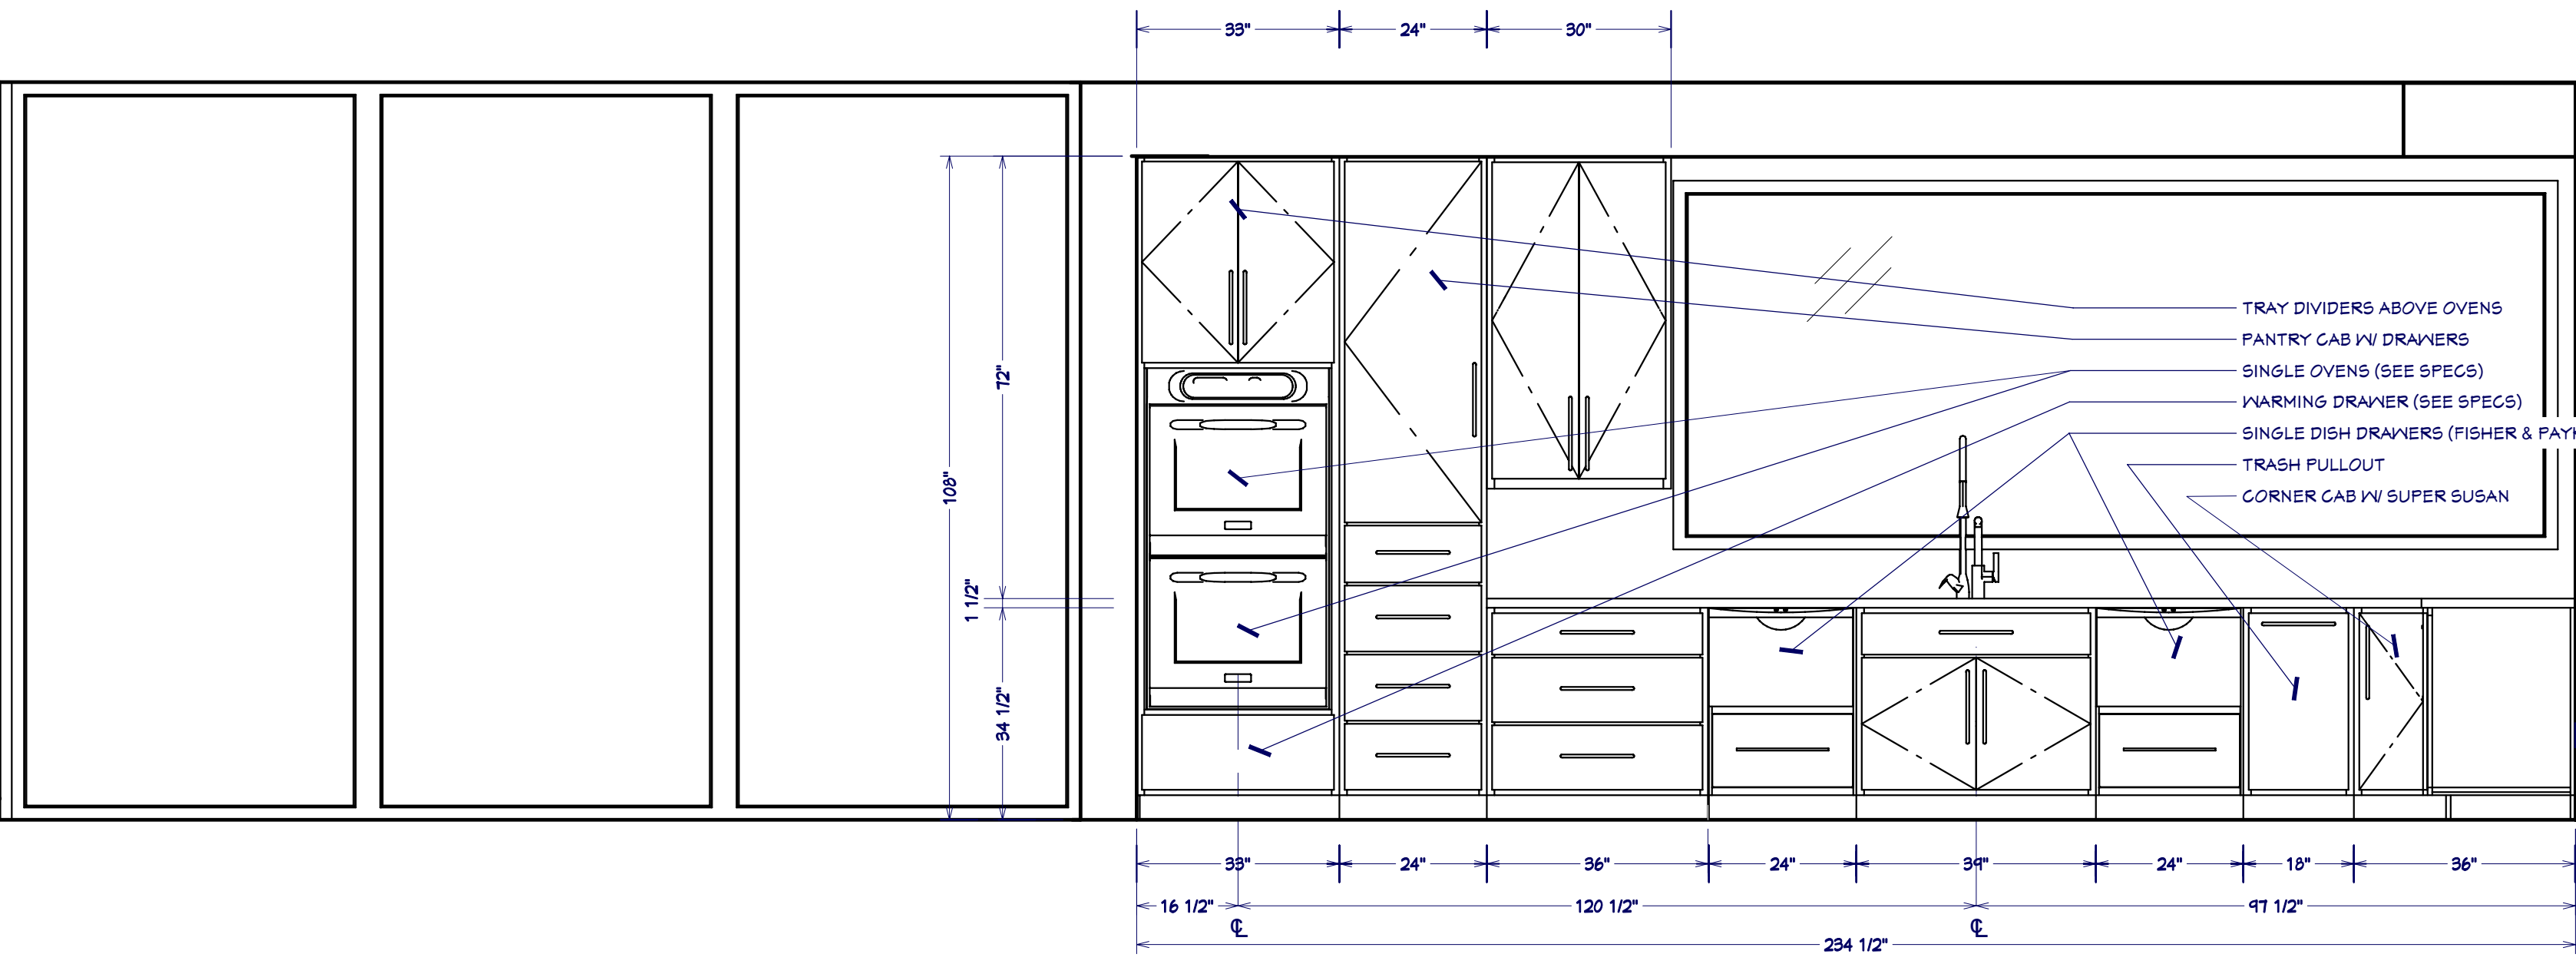 33" 24" 30"
TRAY DIVIDERS ABOVE OVENS
PANTRY CAB W/ DRAWERS
SINGLE OVENS (SEE SPECS)
WARMING DRAWER (SEE SPECS)
SINGLE DISH DRAWERS (FISHER & PAY
TRASH PULLOUT
CORNER CAB W/ SUPER SUSAN
108"
72"
1 1/2"
34 1/2"
33" 24" 36" 24" 39" 24" 18" 36"
16 1/2" 120 1/2" 97 1/2"
℄ ℄
234 1/2"